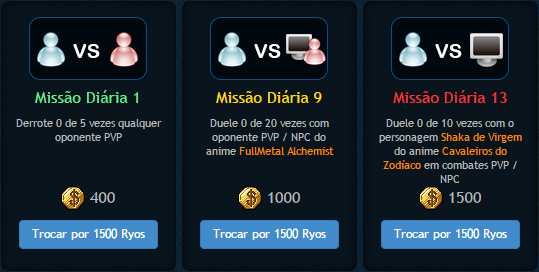 VS
Missão Diária 1
Derrote 0 de 5 vezes qualquer
oponente PVP
400
Trocar por 1500 Ryos
VS
Missão Diária 9
Duele 0 de 20 vezes com
oponente PVP / NPC do
anime FullMetal Alchemist
1000
Trocar por 1500 Ryos
VS
Missão Diária 13
Duele 0 de 10 vezes com o
personagem Shaka de Virgem
do anime Cavaleiros do
Zodíaco em combates PVP /
NPC
1500
Trocar por 1500 Ryos